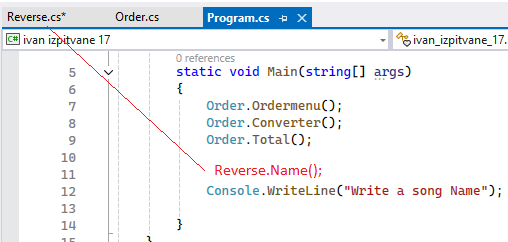 Reverse.cs* Order.cs Program.cs
C# ivan izpitvane 17 ivan_izpitvane_17.
0 references
5 static void Main(string[] args)
6 {
7 Order.Ordermenu();
8 Order.Converter();
9 Order.Total();
10
11 Reverse.Name();
12 Console.WriteLine("Write a song Name");
13
14 }
15 }